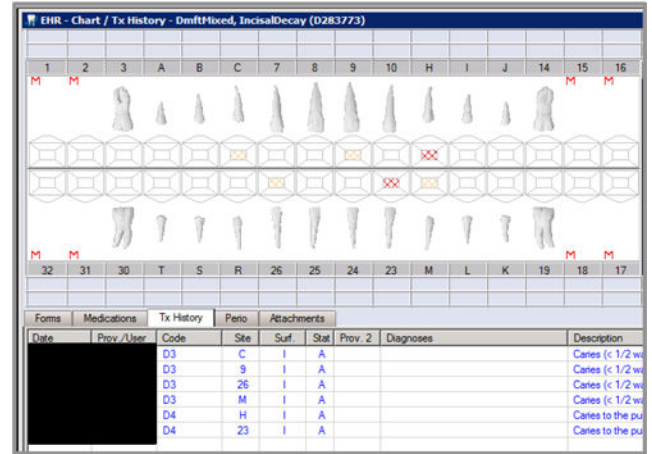 EHR - Chart / Tx History - DmftMixed, IncisalDecay (D283773)
1 2 3 A B C 7 8 9 10 H I J 14 15 16
M M M M
M M M M
32 31 30 T S R 26 25 24 23 M L K 19 18 17
Forms Medications Tx History Perio Attachments
Date Prov./User Code Site Surf. Stat Prov. 2 Diagnoses Description
D3 C I A Caries (< 1/2 wa
D3 9 I A Caries (< 1/2 wa
D3 26 I A Caries (< 1/2 wa
D3 M I A Caries (< 1/2 wa
D4 H I A Caries to the pu
D4 23 I A Caries to the pu